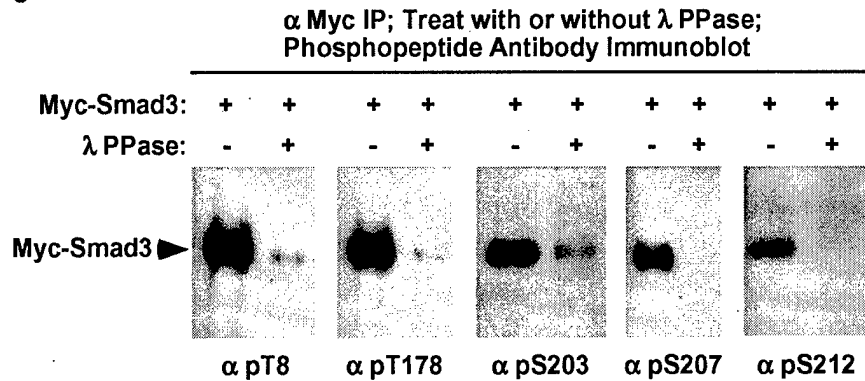 α Myc IP; Treat with or without λ PPase;
Phosphopeptide Antibody Immunoblot
Myc-Smad3: + + + + + + + + + +
λ PPase: - + - + - + - + - +
Myc-Smad3
α pT8 α pT178 α pS203 α pS207 α pS212